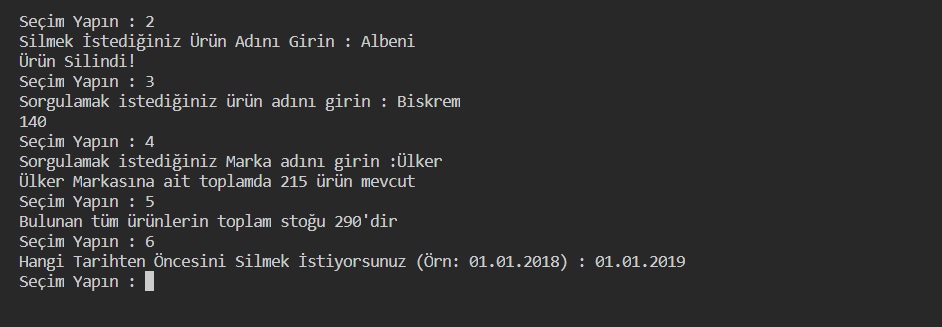 Seçim Yapın : 2
Silmek İstediğiniz Ürün Adını Girin : Albeni
Ürün Silindi!
Seçim Yapın : 3
Sorgulamak istediğiniz ürün adını girin : Biskrem
140
Seçim Yapın : 4
Sorgulamak istediğiniz Marka adını girin :Ülker
Ülker Markasına ait toplamda 215 ürün mevcut
Seçim Yapın : 5
Bulunan tüm ürünlerin toplam stoğu 290'dir
Seçim Yapın : 6
Hangi Tarihten Öncesini Silmek İstiyorsunuz (Örn: 01.01.2018) : 01.01.2019
Seçim Yapın :